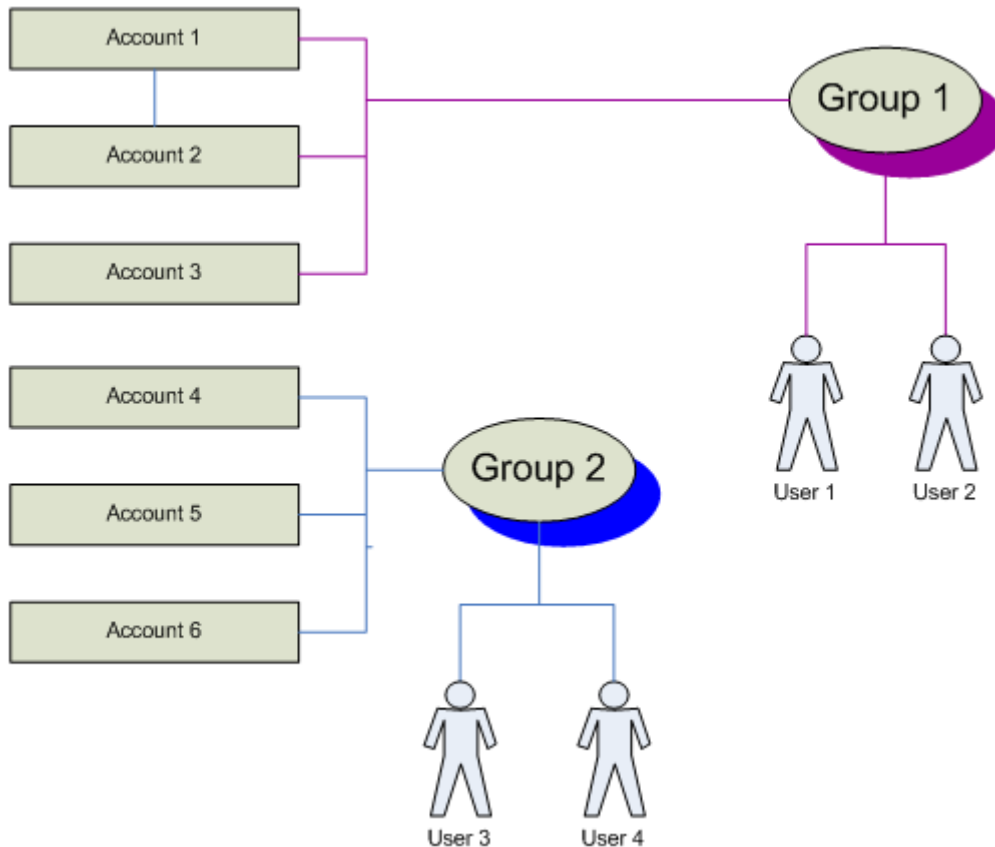 Account 1
Group 1
Account 2
Account 3
Account 4
Group 2
User 1
User 2
Account 5
Account 6
User 3
User 4